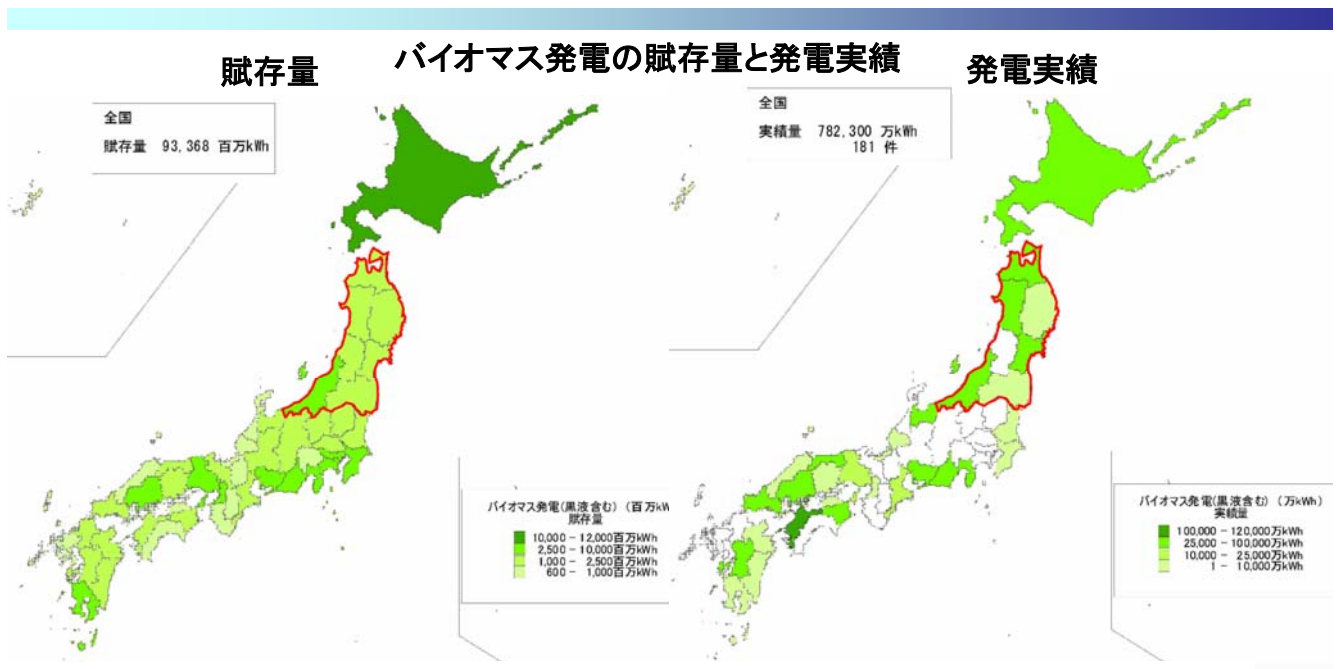 バイオマス発電の賦存量と発電実績
賦存量
全国
賦存量 93,368 百万kWh
バイオマス発電(黒液含む) (百万kW
賦存量
10,000 - 12,000百万kWh
2,500 - 10,000百万kWh
1,000 - 2,500百万kWh
600 - 1,000百万kWh
発電実績
全国
実績量 782,300 万kWh
181 件
バイオマス発電(黒液含む) (万kWh)
実績量
100,000 - 120,000万kWh
25,000 - 100,000万kWh
10,000 - 25,000万kWh
1 - 10,000万kWh